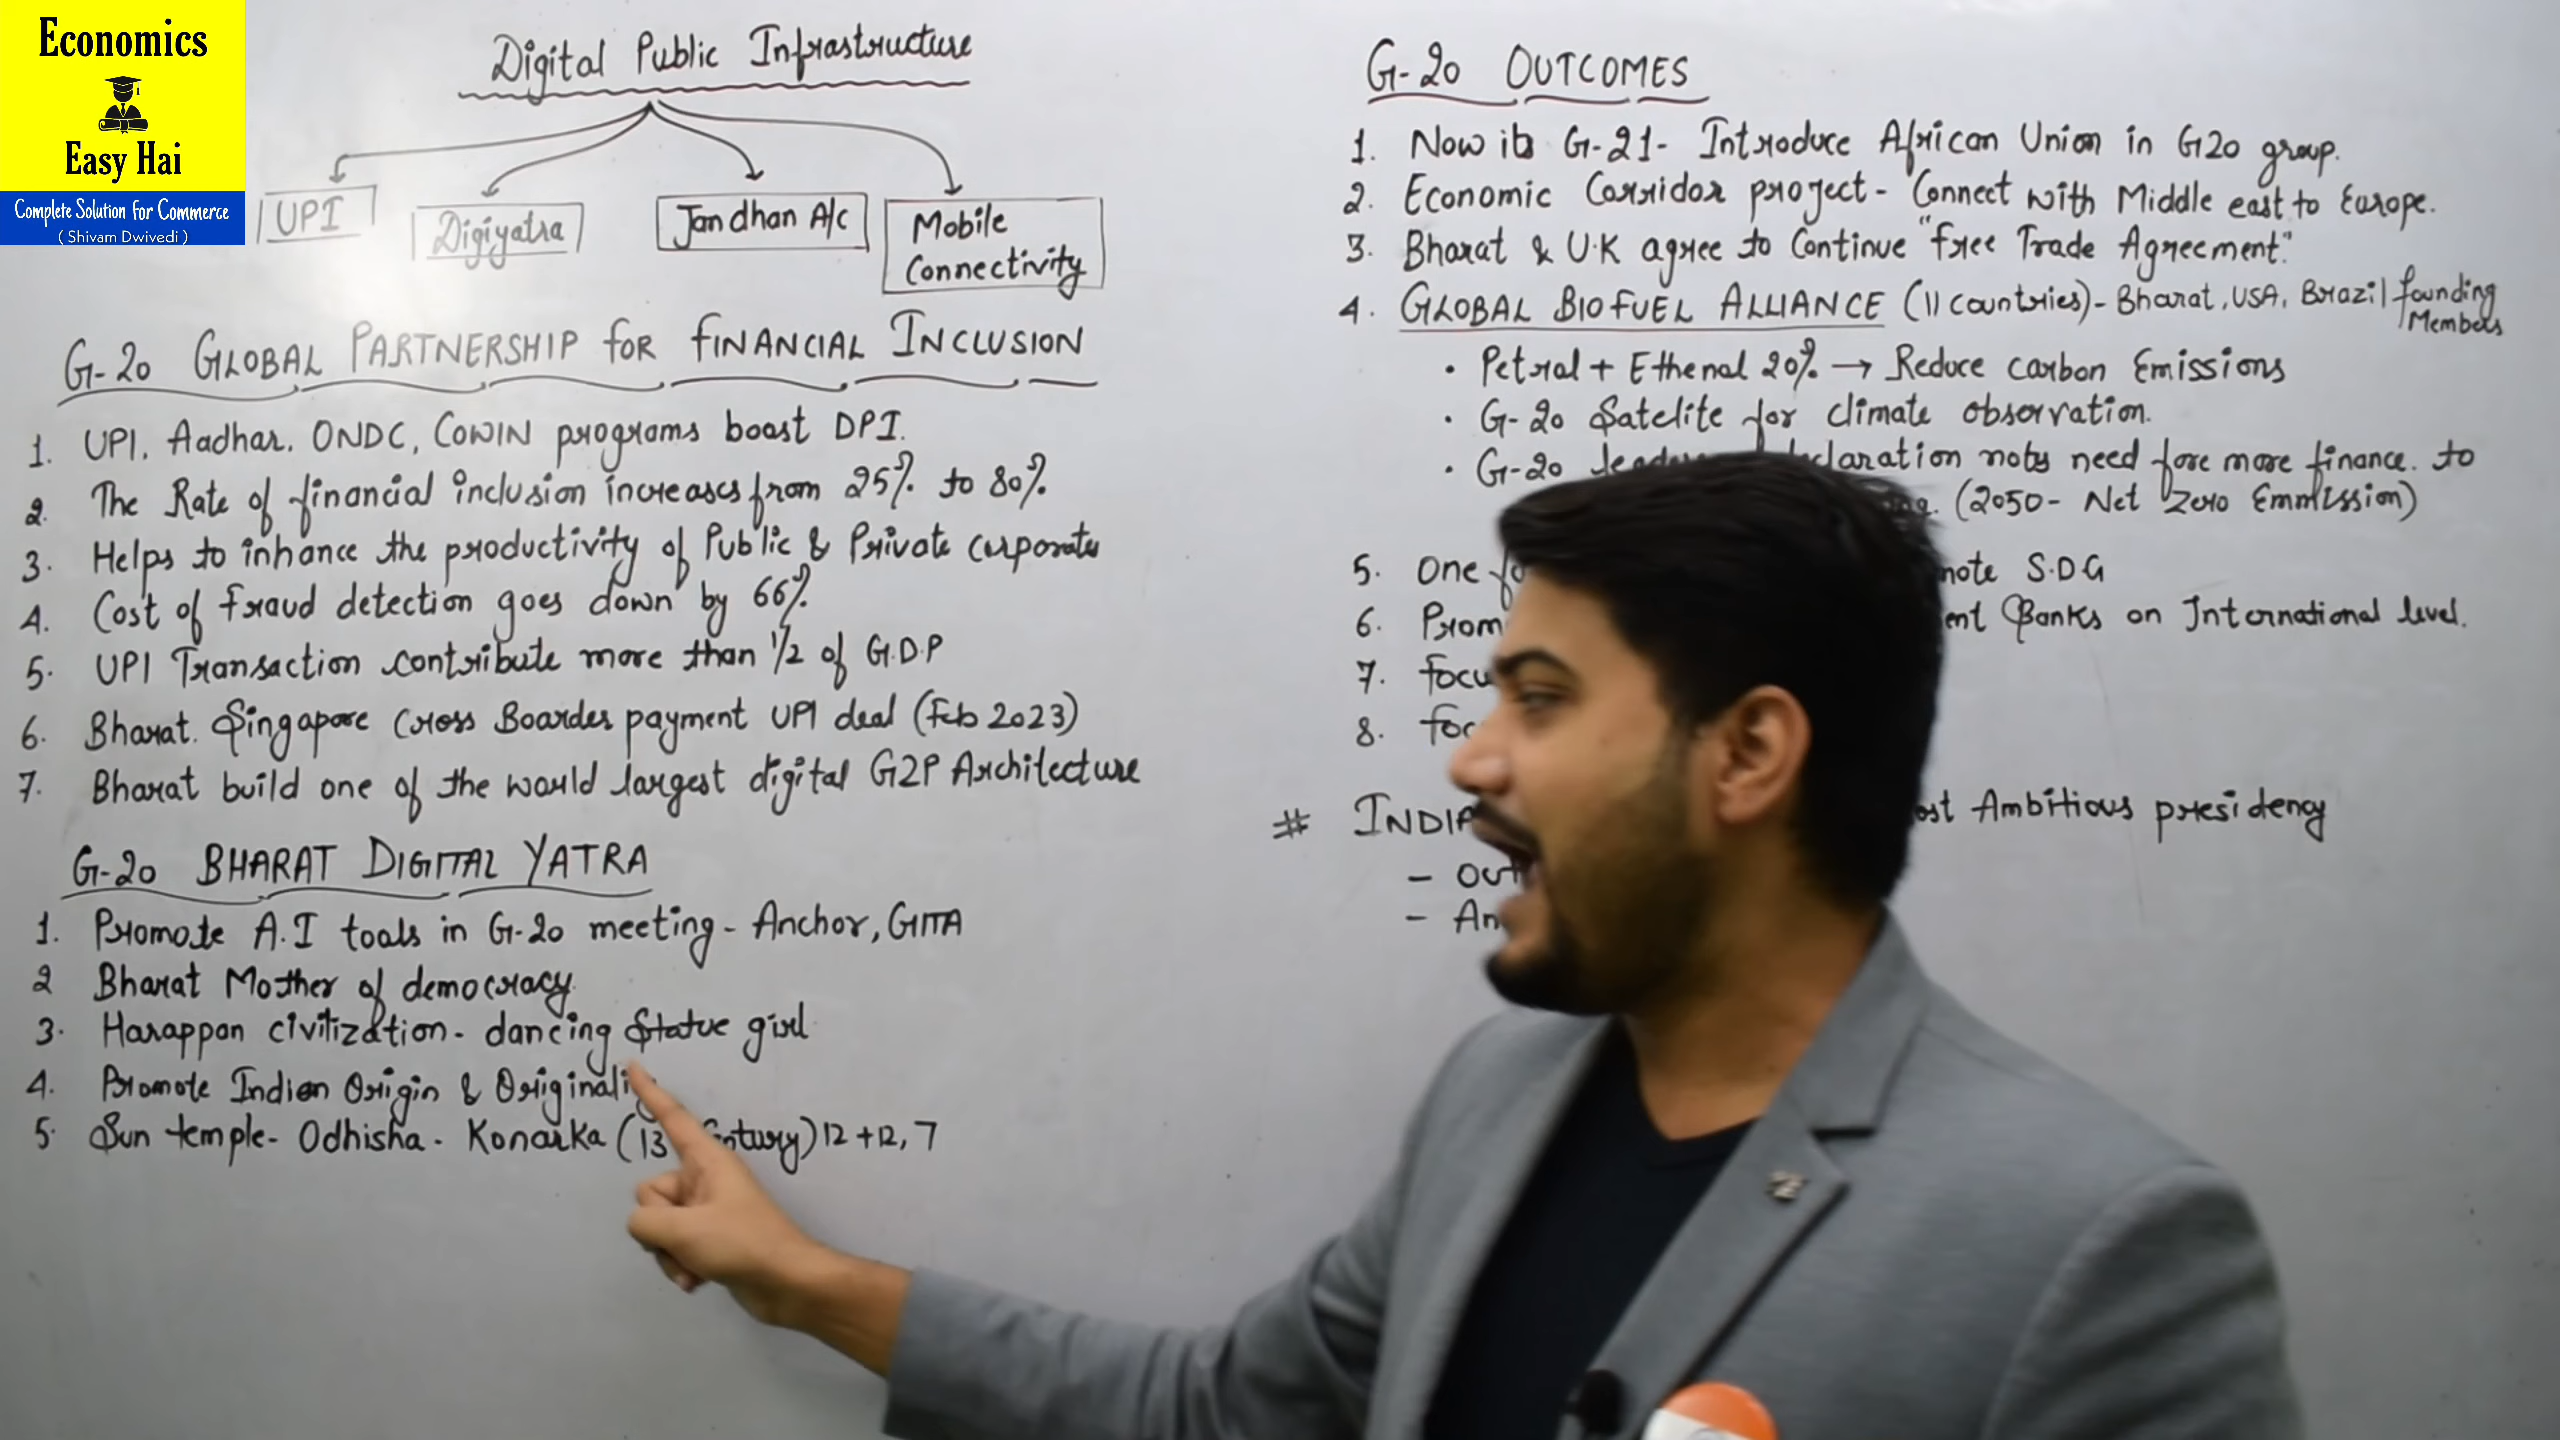 Economics
Easy Hai
Complete Solution for Commerce
( Shivam Dwivedi )
Digital Public Infrastructure
UPI
Digiyatra
Jandhan A/c
Mobile
Connectivity
G-20 GLOBAL PARTNERSHIP FOR FINANCIAL INCLUSION
1. UPI, Aadhar, ONDC, COWIN programs boost DPI.
2. The Rate of financial inclusion increases from 25% to 80%
3. Helps to inhance the productivity of Public & Private corporates
4. Cost of Fraud detection goes down by 66%
5. UPI Transaction contribute more than 1/2 of G.D.P
6. Bharat. Singapore Cross Boarder payment UPI deal (Feb 2023)
7. Bharat build one of the world largest digital G2P Architecture
G-20 BHARAT DIGITAL YATRA
1. Promote A.I tools in G-20 meeting - Anchor, GITA
2 Bharat Mother of democracy
3. Harappan civilization - dancing Statue girl
4. Promote Indian Origin &
5. Sun temple - Odhisha - Konarka (13 12+12, 7
G-20 OUTCOMES
1. Now its G-21- Introduce African Union in G20 group.
2. Economic Corridor project - Connect with Middle east to Europe.
3. Bharat & U.K agree to Continue "Free Trade Agreement."
4. GLOBAL BIOFUEL ALLIANCE (11 countries) - Bharat, USA, Brazil founding
Members
• Petrol + Ethenol 20% → Reduce carbon Emissions
• G-20 Satelite for climate observation.
• G-20 need fore more finance. to
(2050 - Net Zero Emmission)
5. One S.D.G
6. Banks on International level.
7.
8.
# Ambitious presidency
-
-